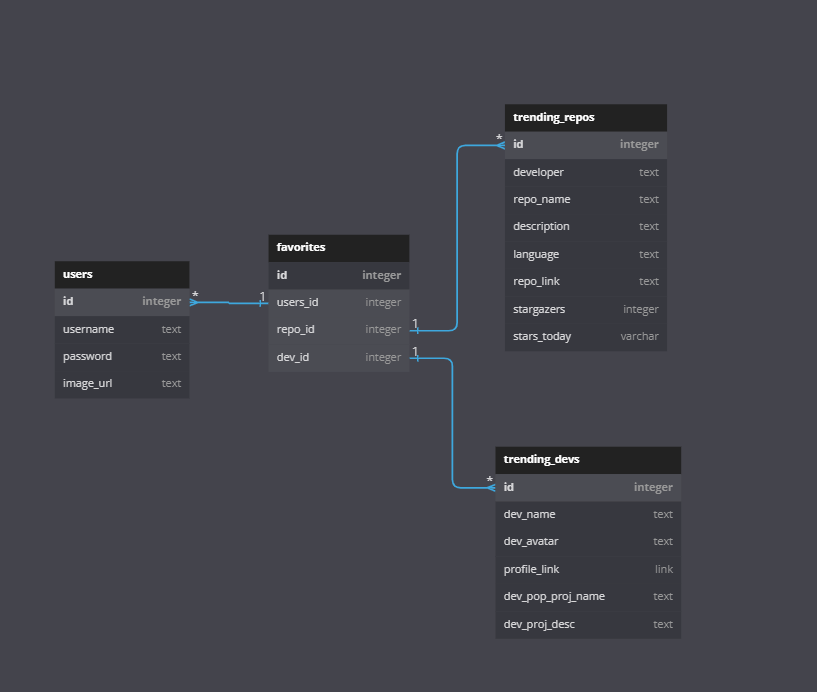 users
id integer
username text
password text
image_url text
* 1
favorites
id integer
users_id integer
repo_id integer
dev_id integer
1
1
*
trending_repos
id integer
developer text
repo_name text
description text
language text
repo_link text
stargazers integer
stars_today varchar
*
trending_devs
id integer
dev_name text
dev_avatar text
profile_link link
dev_pop_proj_name text
dev_proj_desc text